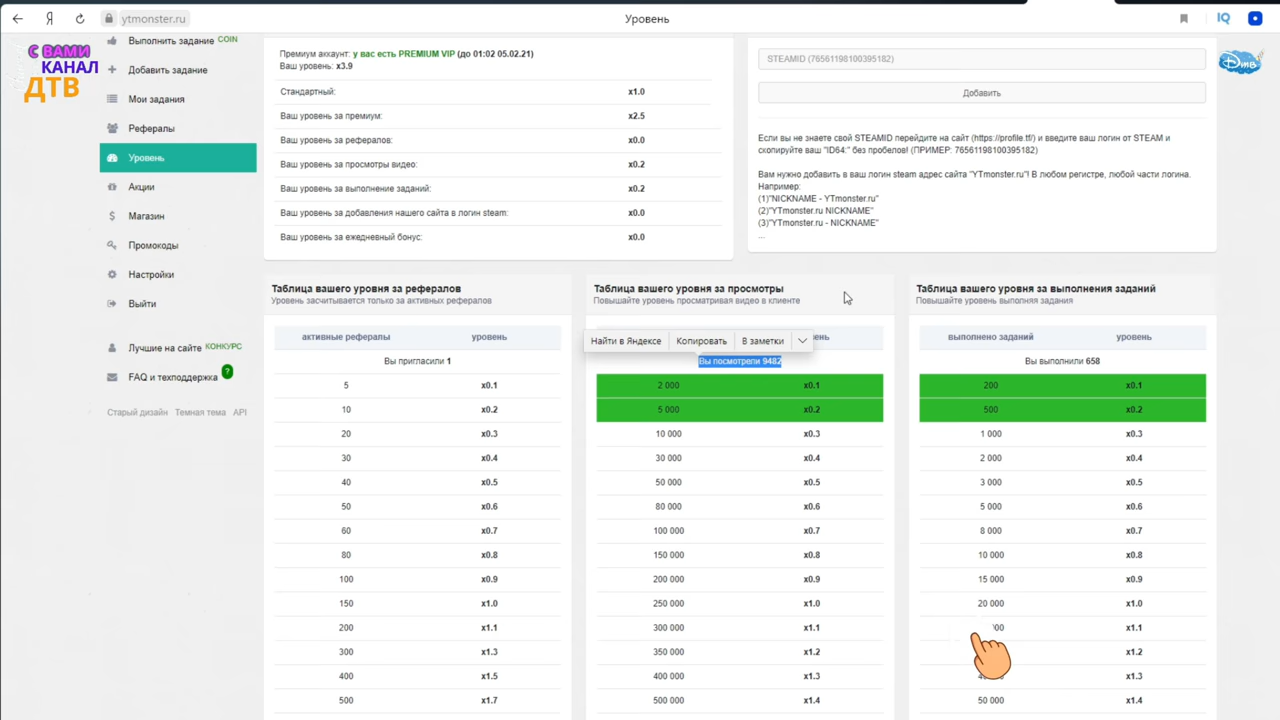 ytmonster.ru
Уровень
С ВАМИ
КАНАЛ
ДТВ
ДТВ
Выполнить задание COIN
Добавить задание
Мои задания
Рефералы
Уровень
Акции
$ Магазин
Промокоды
Настройки
Выйти
Лучшие на сайте КОНКУРС
FAQ и техподдержка ?
Старый дизайн Темная тема API
Премиум аккаунт: у вас есть PREMIUM VIP (до 01:02 05.02.21)
Ваш уровень: x3.9
Стандартный: x1.0
Ваш уровень за премиум: x2.5
Ваш уровень за рефералов: x0.0
Ваш уровень за просмотры видео: x0.2
Ваш уровень за выполнение заданий: x0.2
Ваш уровень за добавления нашего сайта в логин steam: x0.0
Ваш уровень за ежедневный бонус: x0.0
STEAMID (76561198100395182)
Добавить
Если вы не знаете свой STEAMID перейдите на сайт (https://profile.tf/) и введите ваш логин от STEAM и
скопируйте ваш "ID64:" без пробелов! (ПРИМЕР: 76561198100395182)
Вам нужно добавить в ваш логин steam адрес сайта "YTmonster.ru"! В любом регистре, любой части логина.
Например:
(1)"NICKNAME - YTmonster.ru"
(2)"YTmonster.ru NICKNAME"
(3)"YTmonster.ru - NICKNAME"
...
Таблица вашего уровня за рефералов
Уровень засчитывается только за активных рефералов
активные рефералы уровень
Вы пригласили 1
5 x0.1
10 x0.2
20 x0.3
30 x0.4
40 x0.5
50 x0.6
60 x0.7
80 x0.8
100 x0.9
150 x1.0
200 x1.1
300 x1.3
400 x1.5
500 x1.7
Таблица вашего уровня за просмотры
Повышайте уровень просматривая видео в клиенте
Найти в Яндексе Копировать В заметки
Вы посмотрели 9482
2 000 x0.1
5 000 x0.2
10 000 x0.3
30 000 x0.4
50 000 x0.5
80 000 x0.6
100 000 x0.7
150 000 x0.8
200 000 x0.9
250 000 x1.0
300 000 x1.1
350 000 x1.2
400 000 x1.3
500 000 x1.4
Таблица вашего уровня за выполнения заданий
Повышайте уровень выполняя задания
выполнено заданий уровень
Вы выполнили 658
200 x0.1
500 x0.2
1 000 x0.3
2 000 x0.4
3 000 x0.5
5 000 x0.6
8 000 x0.7
10 000 x0.8
15 000 x0.9
20 000 x1.0
x1.1
x1.2
x1.3
50 000 x1.4